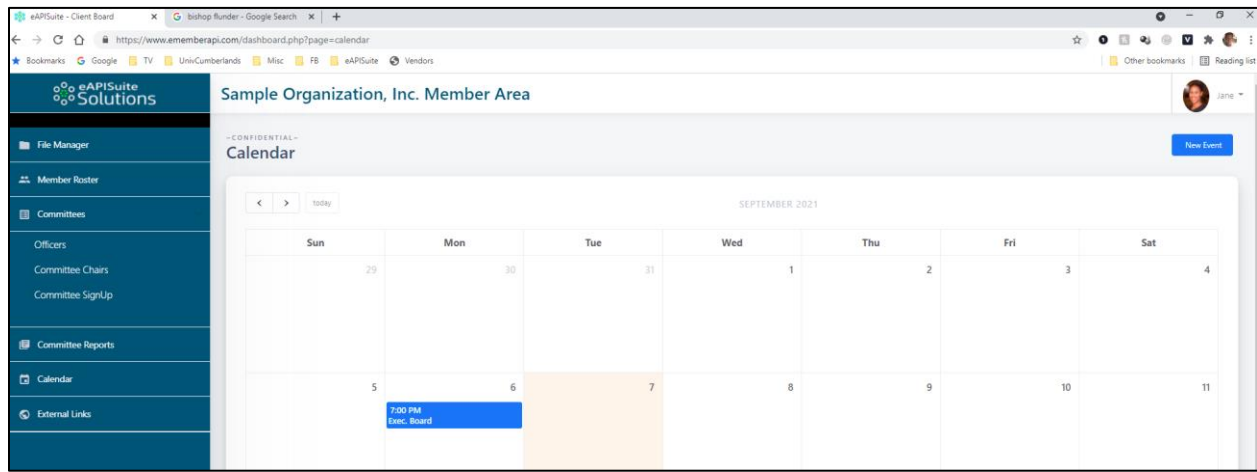 eAPISuite - Client Board
bishop flunder - Google Search
https://www.ememberapi.com/dashboard.php?page=calendar
Bookmarks Google TV UnivCumberlands Misc FB eAPISuite Vendors Other bookmarks Reading list
eAPISuite
Solutions
Sample Organization, Inc. Member Area
Jane
File Manager
Member Roster
Committees
Officers
Committee Chairs
Committee SignUp
Committee Reports
Calendar
External Links
~CONFIDENTIAL~
Calendar
New Event
today
SEPTEMBER 2021
Sun Mon Tue Wed Thu Fri Sat
29 30 31 1 2 3 4
5 6 7 8 9 10 11
7:00 PM
Exec. Board